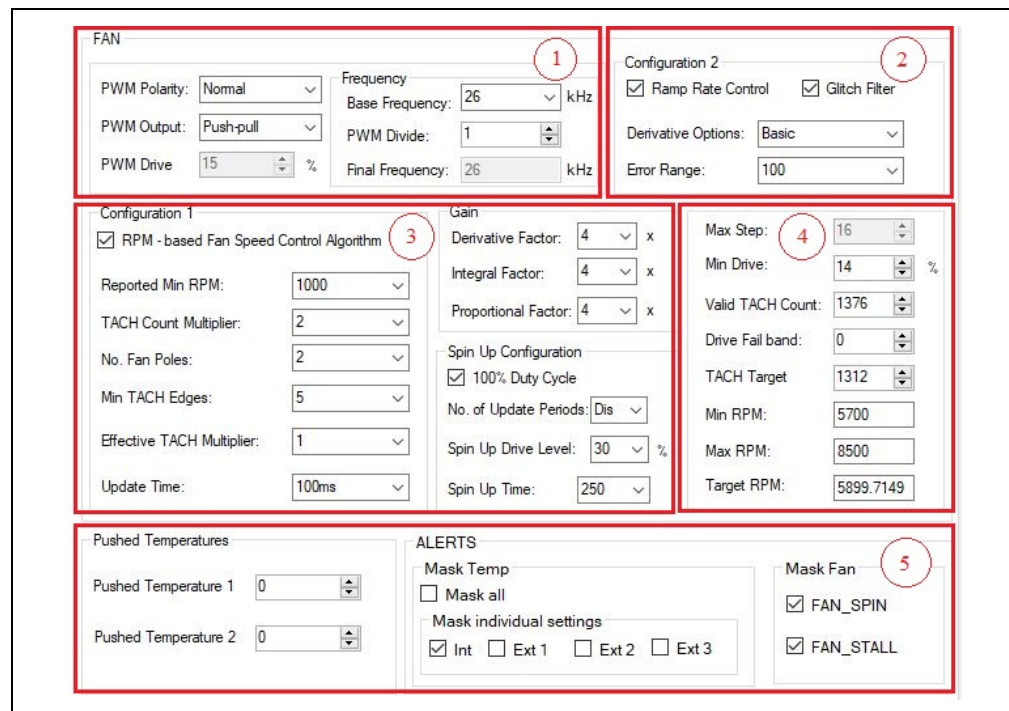 FAN
1
PWM Polarity: Normal
PWM Output: Push-pull
PWM Drive 15 %
Frequency
Base Frequency: 26 kHz
PWM Divide: 1
Final Frequency: 26 kHz
2
Configuration 2
Ramp Rate Control Glitch Filter
Derivative Options: Basic
Error Range: 100
Configuration 1
RPM - based Fan Speed Control Algorithm
3
Reported Min RPM: 1000
TACH Count Multiplier: 2
No. Fan Poles: 2
Min TACH Edges: 5
Effective TACH Multiplier: 1
Update Time: 100ms
Gain
Derivative Factor: 4 x
Integral Factor: 4 x
Proportional Factor: 4 x
Spin Up Configuration
100% Duty Cycle
No. of Update Periods: Dis
Spin Up Drive Level: 30 %
Spin Up Time: 250
4
Max Step: 16
Min Drive: 14 %
Valid TACH Count: 1376
Drive Fail band: 0
TACH Target 1312
Min RPM: 5700
Max RPM: 8500
Target RPM: 5899.7149
Pushed Temperatures
Pushed Temperature 1 0
Pushed Temperature 2 0
ALERTS
Mask Temp
Mask all
Mask individual settings
Int Ext 1 Ext 2 Ext 3
Mask Fan
5
FAN_SPIN
FAN_STALL